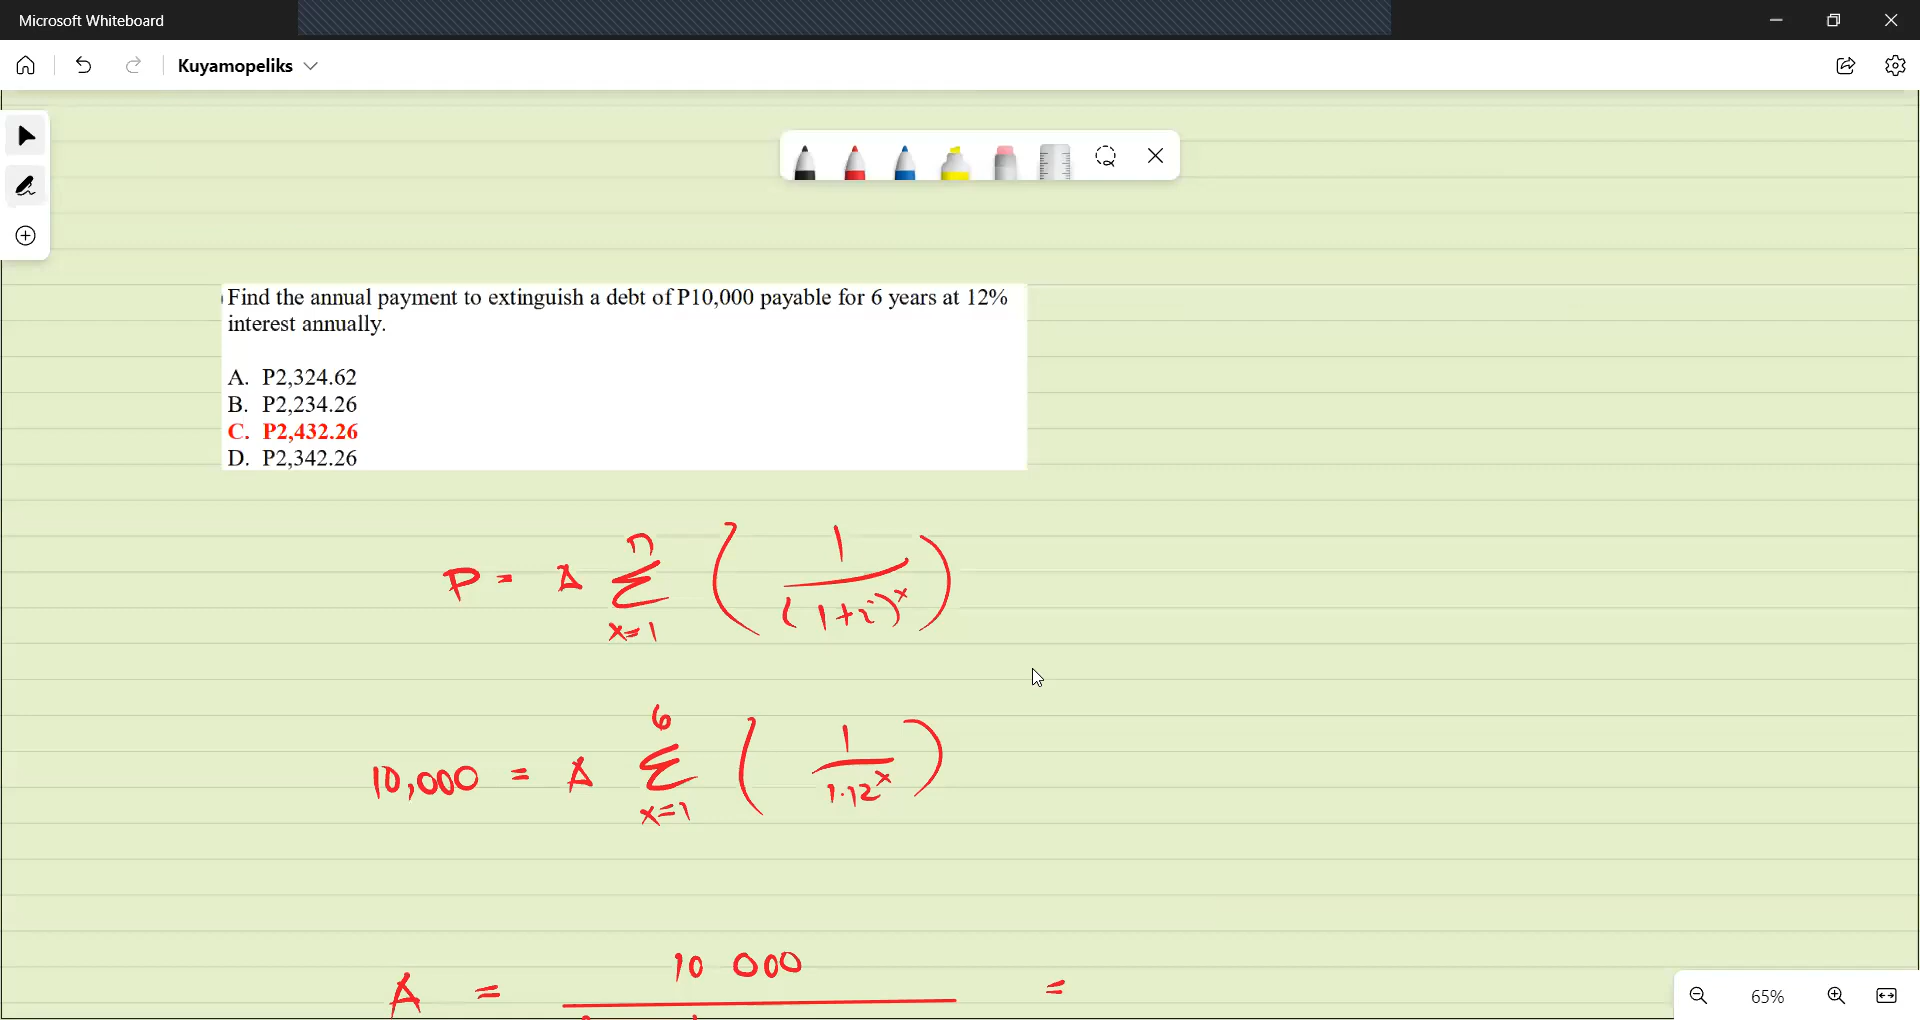 Microsoft Whiteboard
Kuyamopeliks
Find the annual payment to extinguish a debt of P10,000 payable for 6 years at 12%
interest annually.
A. P2,324.62
B. P2,234.26
C. P2,432.26
D. P2,342.26
P = A n Σ x=1 ( 1 / (1+i)^x )
10,000 = A 6 Σ x=1 ( 1 / 1.12^x )
A = 10 000 =
65%